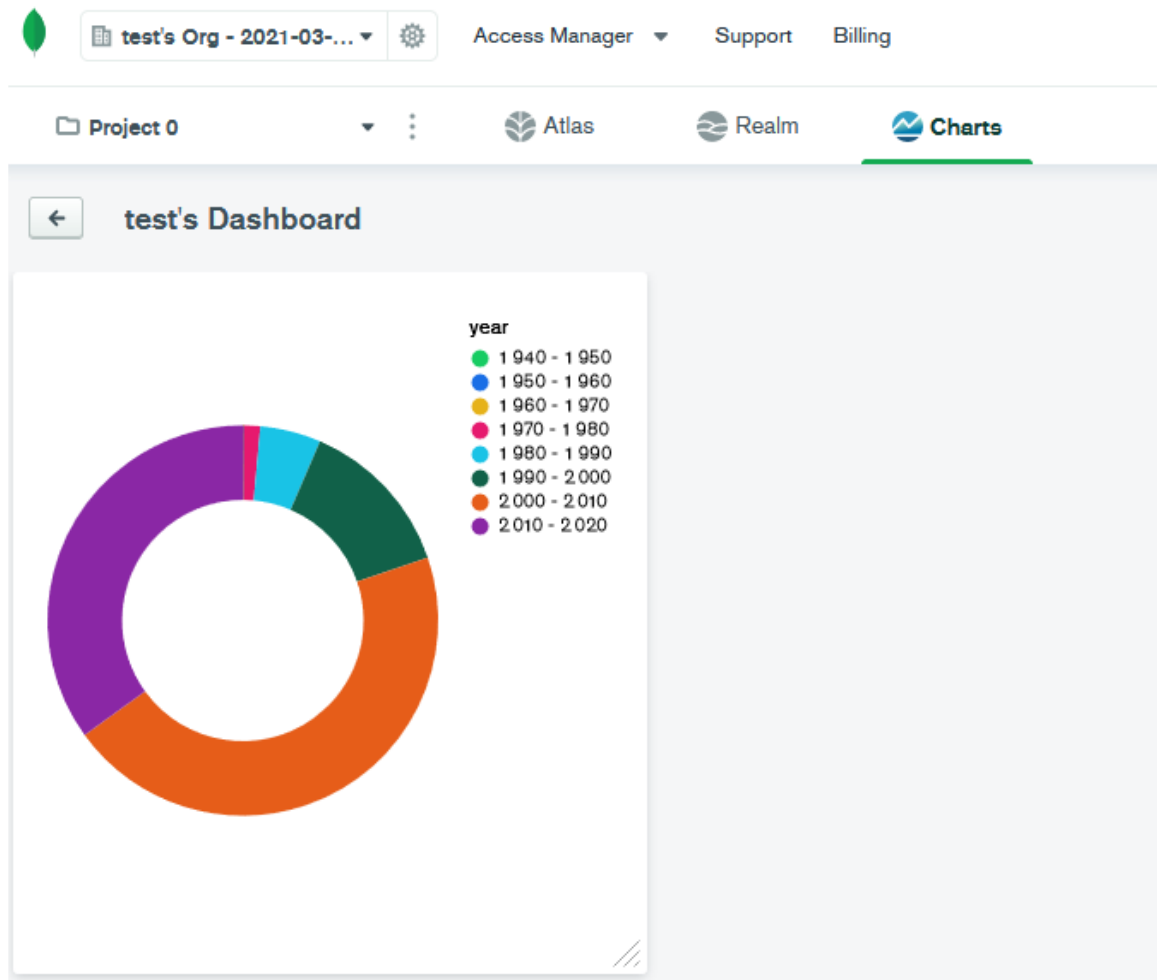 test's Org - 2021-03-... Access Manager Support Billing
Project 0 Atlas Realm Charts
test's Dashboard
year
1940 - 1950
1950 - 1960
1960 - 1970
1970 - 1980
1980 - 1990
1990 - 2000
2000 - 2010
2010 - 2020